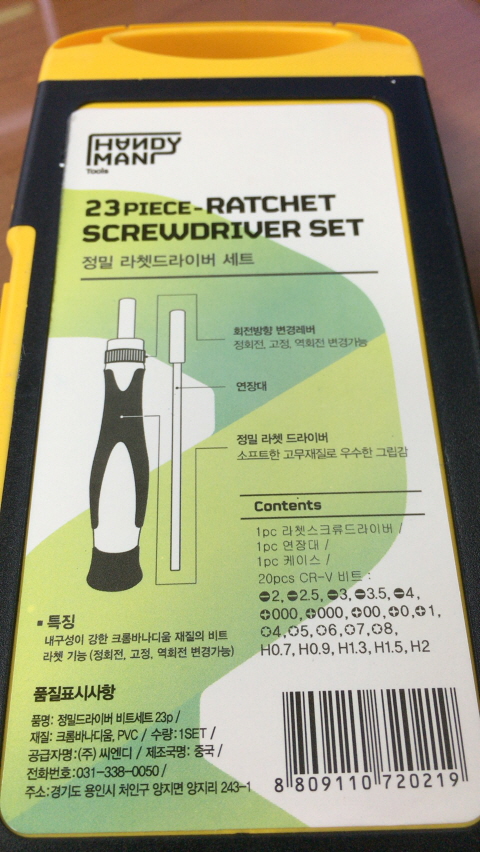 HANDY
MAN
Tools
23PIECE-RATCHET
SCREWDRIVER SET
정밀 라쳇드라이버 세트
회전방향 변경레버
정회전, 고정, 역회전 변경가능
연장대
정밀 라쳇 드라이버
소프트한 고무재질로 우수한 그립감
Contents
1pc 라쳇스크류드라이버 /
1pc 연장대 /
1pc 케이스 /
20pcs CR-V 비트 :
⊖2, ⊖2.5, ⊖3, ⊖3.5, ⊖4,
⊕000, ⊕000, ⊕00, ⊕0, ⊕1,
✪4, ✪5, ✪6, ✪7, ✪8,
H0.7, H0.9, H1.3, H1.5, H2
▪ 특징
내구성이 강한 크롬바나디움 재질의 비트
라쳇 가능 (정회전, 고정, 역회전 변경가능)
품질표시사항
품명: 정밀드라이버 비트세트 23p /
재질: 크롬바나디움, PVC / 수량:1SET /
공급자명:(주) 씨엔디 / 제조국명: 중국 /
전화번호:031-338-0050 /
주소:경기도 용인시 처인구 양지면 양지리 243-1
8 809110 720219